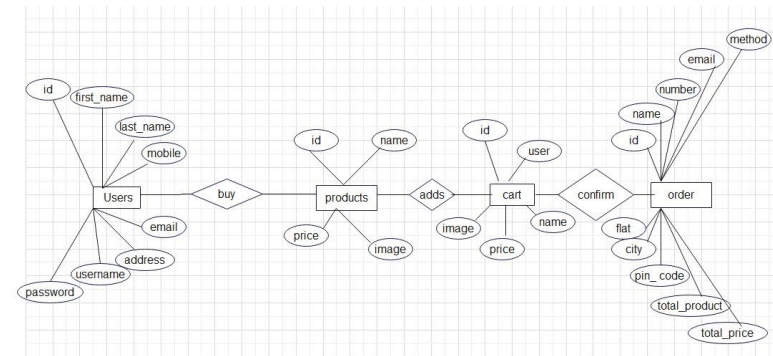 method
email
number
name
id
id
first_name
last_name
mobile
id
name
id
user
Users
buy
products
adds
cart
confirm
order
email
address
username
password
price
image
image
price
name
flat
city
pin_ code
total_product
total_price